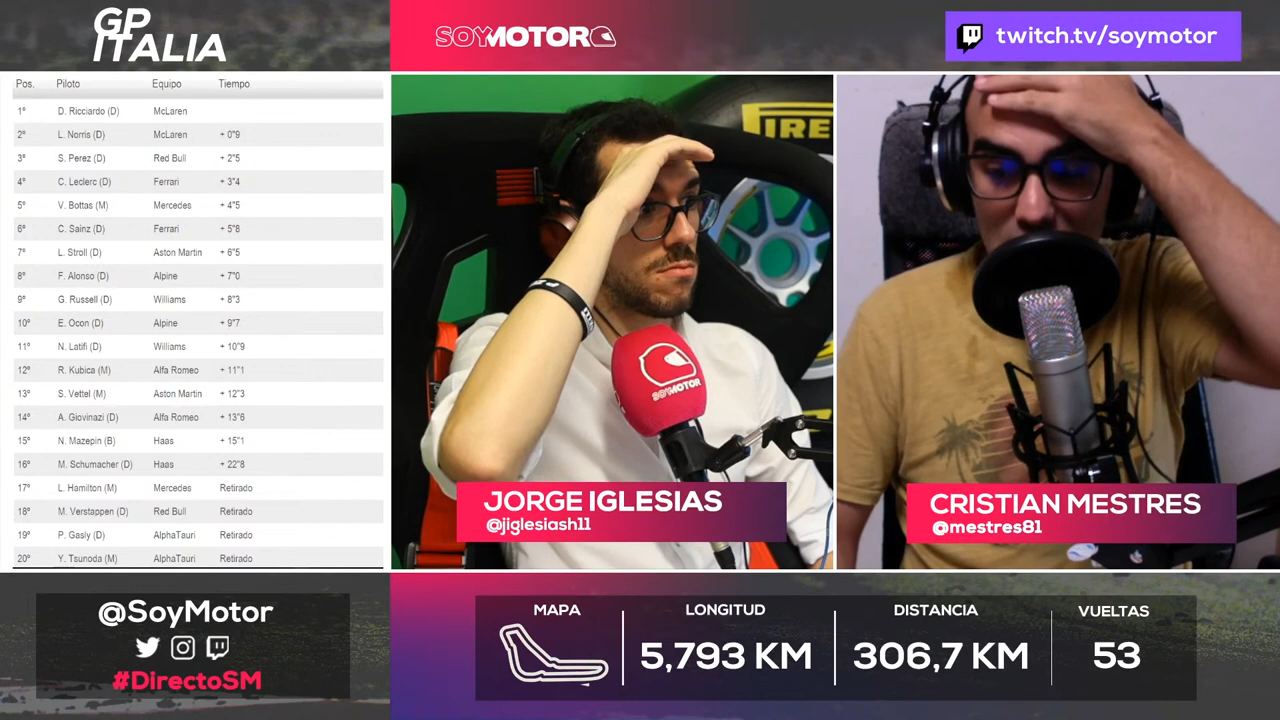 GP
ITALIA
SOYMOTOR
twitch.tv/soymotor
Pos. Piloto Equipo Tiempo
1º D. Ricciardo (D) McLaren
2º L. Norris (D) McLaren + 0"9
3º S. Perez (D) Red Bull + 2"5
4º C. Leclerc (D) Ferrari + 3"4
5º V. Bottas (M) Mercedes + 4"5
6º C. Sainz (D) Ferrari + 5"8
7º L. Stroll (D) Aston Martin + 6"5
8º F. Alonso (D) Alpine + 7"0
9º G. Russell (D) Williams + 8"3
10º E. Ocon (D) Alpine + 9"7
11º N. Latifi (D) Williams + 10"9
12º R. Kubica (M) Alfa Romeo + 11"1
13º S. Vettel (M) Aston Martin + 12"3
14º A. Giovinazi (D) Alfa Romeo + 13"6
15º N. Mazepin (B) Haas + 15"1
16º M. Schumacher (D) Haas + 22"8
17º L. Hamilton (M) Mercedes Retirado
18º M. Verstappen (D) Red Bull Retirado
19º P. Gasly (D) AlphaTauri Retirado
20º Y. Tsunoda (M) AlphaTauri Retirado
PIRE
SOYMOTOR
JORGE IGLESIAS
@jiglesiash11
CRISTIAN MESTRES
@mestres81
@SoyMotor
#DirectoSM
MAPA
LONGITUD
5,793 KM
DISTANCIA
306,7 KM
VUELTAS
53